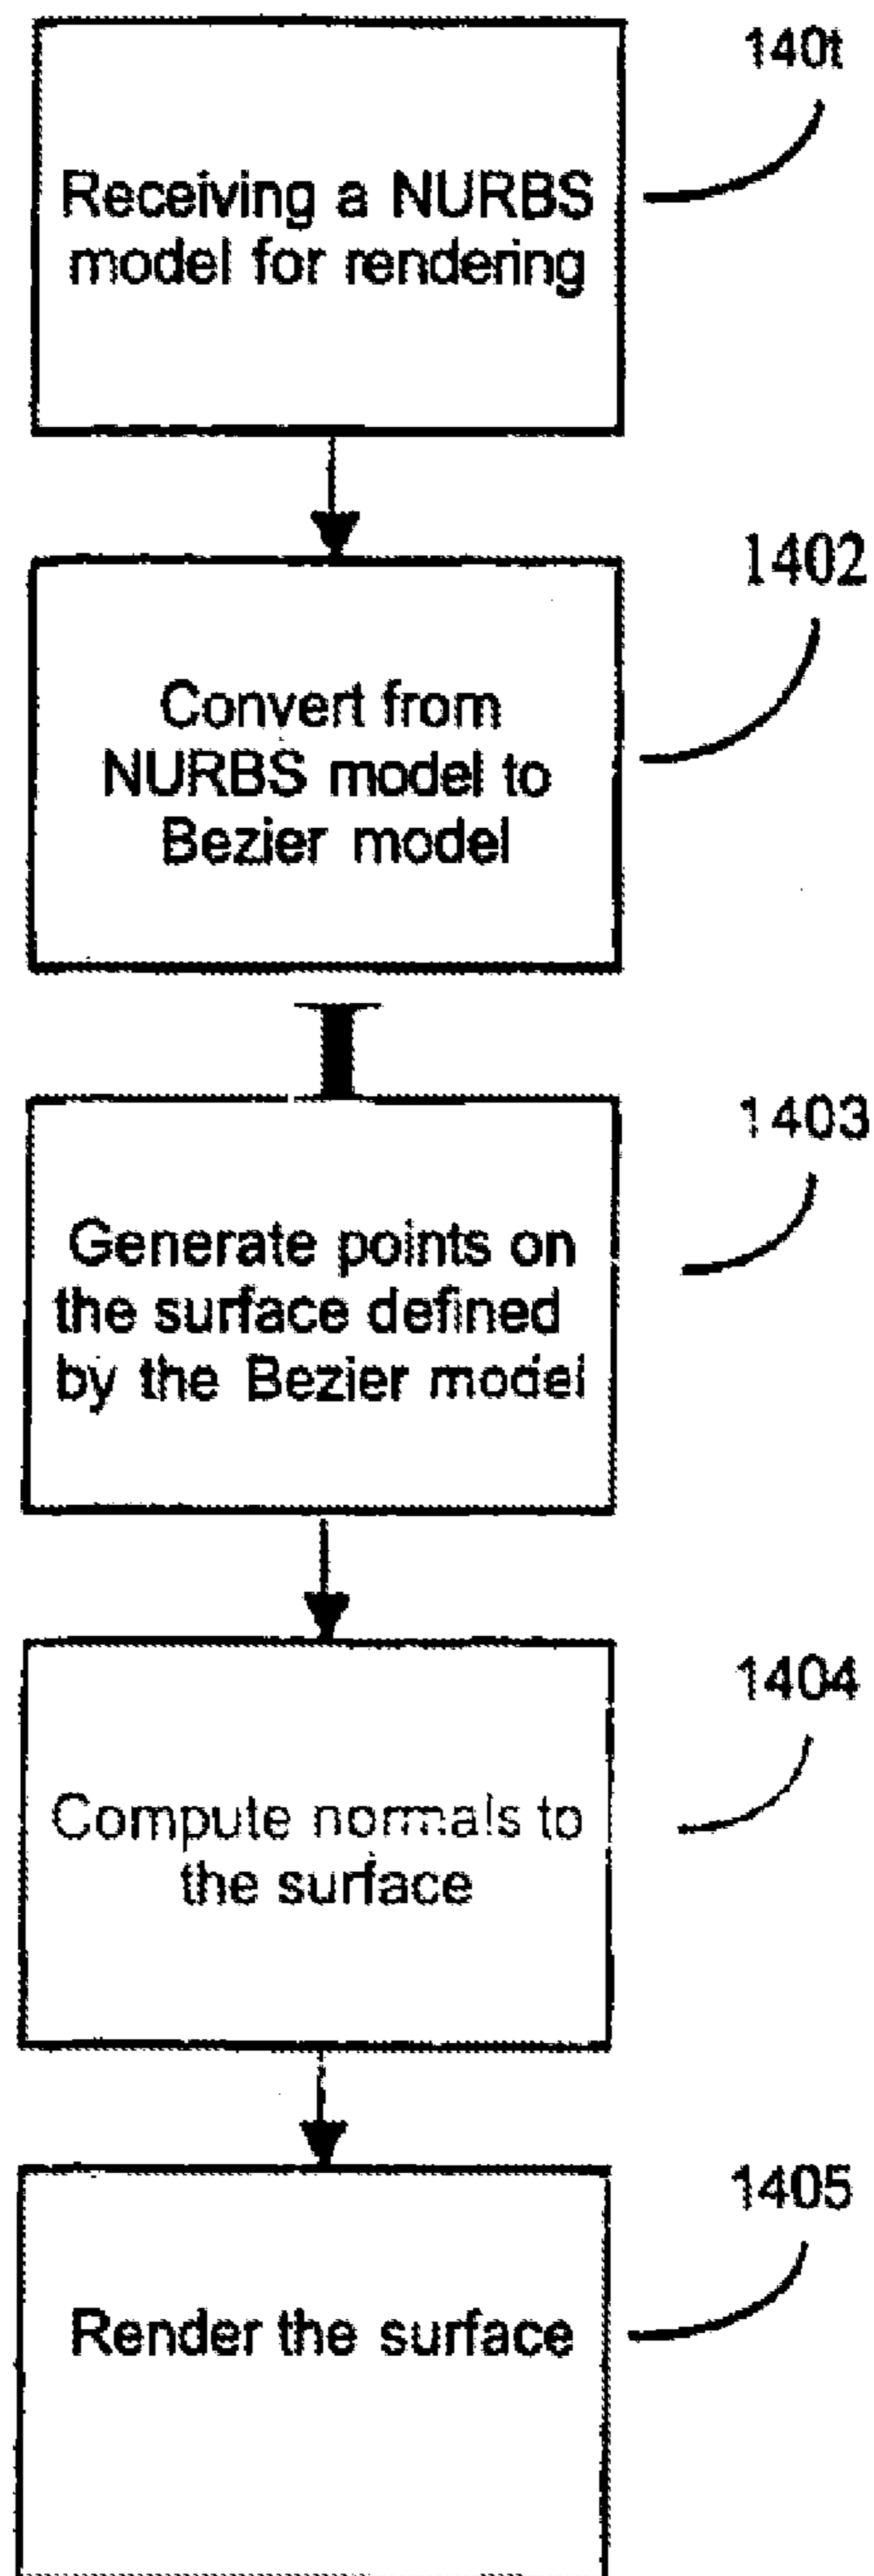 140t
Receiving a NURBS
model for rendering
1402
Convert from
NURBS model to
Bezier model
1403
Generate points on
the surface defined
by the Bezier model
1404
Compute normals to
the surface
1405
Render the surface